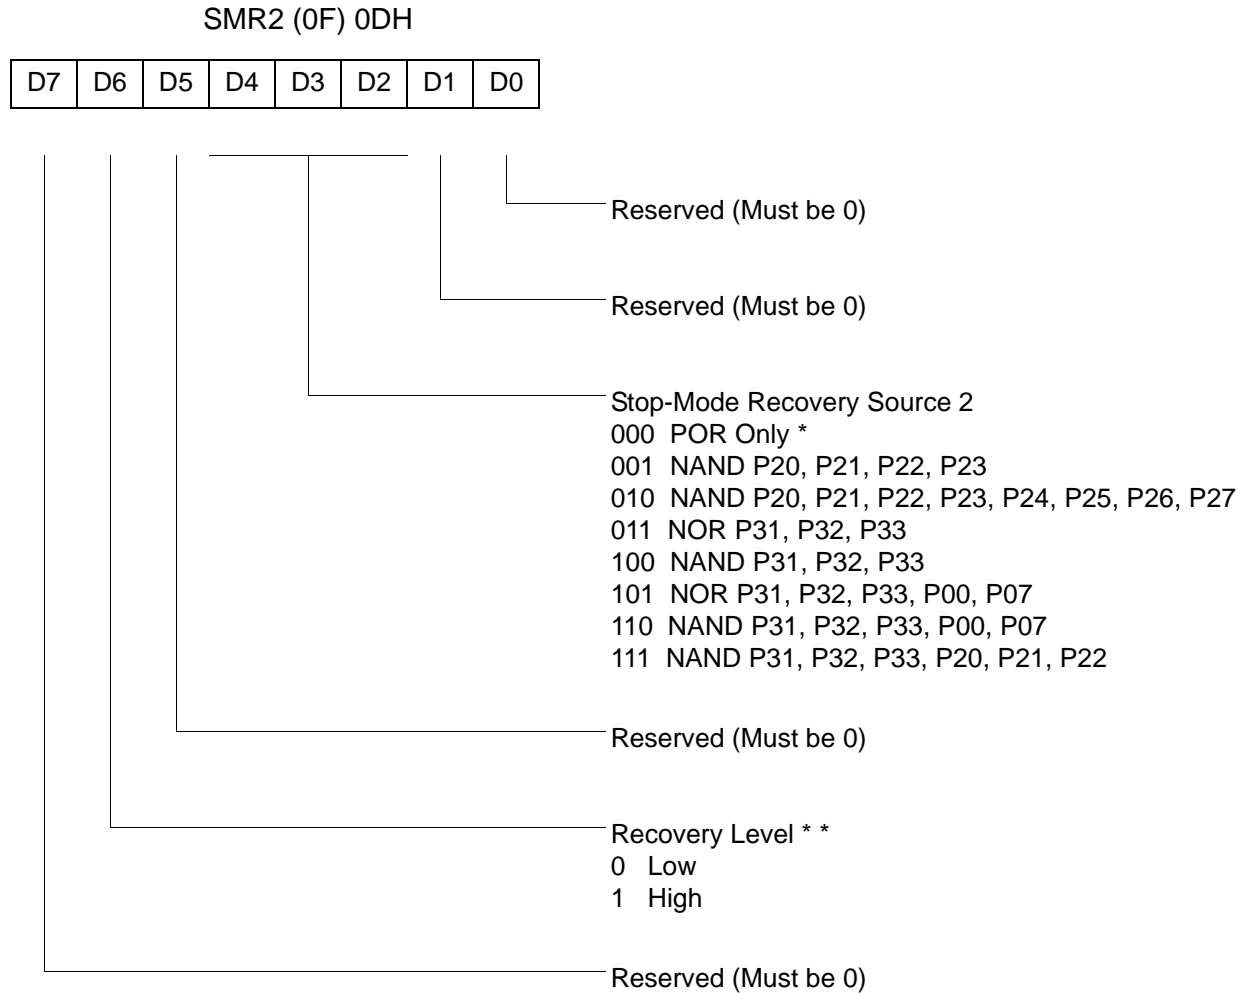 SMR2 (0F) 0DH
D7 D6 D5 D4 D3 D2 D1 D0
Reserved (Must be 0)
Reserved (Must be 0)
Stop-Mode Recovery Source 2
000 POR Only *
001 NAND P20, P21, P22, P23
010 NAND P20, P21, P22, P23, P24, P25, P26, P27
011 NOR P31, P32, P33
100 NAND P31, P32, P33
101 NOR P31, P32, P33, P00, P07
110 NAND P31, P32, P33, P00, P07
111 NAND P31, P32, P33, P20, P21, P22
Reserved (Must be 0)
Recovery Level * *
0 Low
1 High
Reserved (Must be 0)